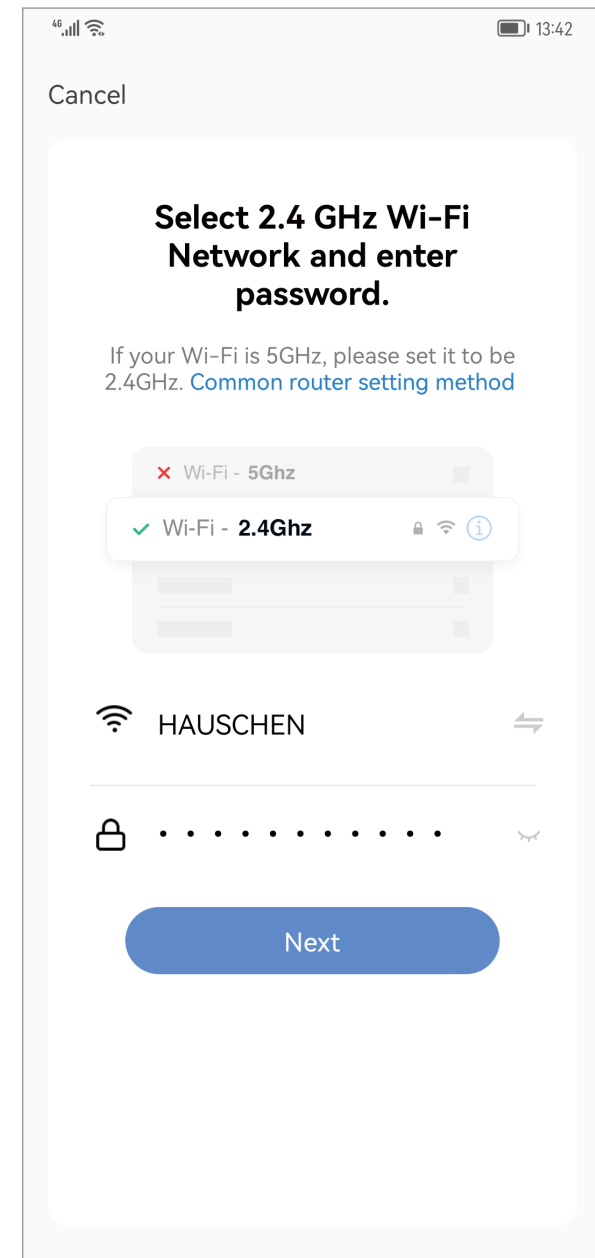 4G 13:42
Cancel
Select 2.4 GHz Wi-Fi
Network and enter
password.
If your Wi-Fi is 5GHz, please set it to be
2.4GHz. Common router setting method
Wi-Fi - 5Ghz
Wi-Fi - 2.4Ghz
HAUSCHEN
Next